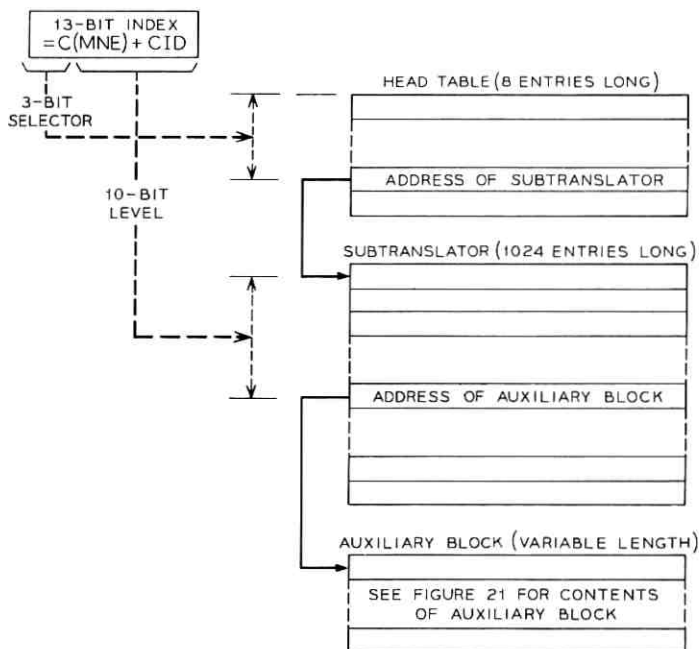 13-BIT INDEX
=C(MNE)+CID
3-BIT
SELECTOR
10-BIT
LEVEL
HEAD TABLE (8 ENTRIES LONG)
ADDRESS OF SUBTRANSLATOR
SUBTRANSLATOR (1024 ENTRIES LONG)
ADDRESS OF AUXILIARY BLOCK
AUXILIARY BLOCK (VARIABLE LENGTH)
SEE FIGURE 21 FOR CONTENTS
OF AUXILIARY BLOCK